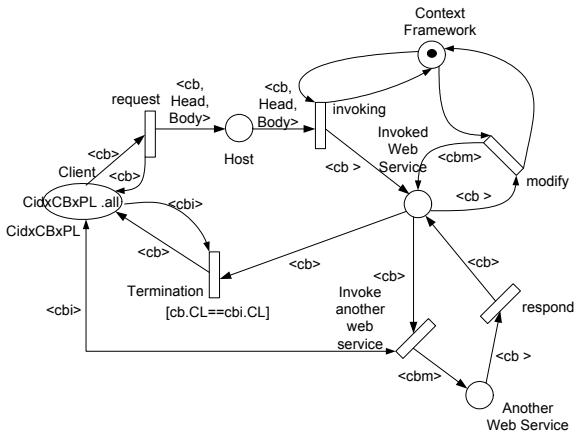 Context
Framework
<cb,
Head,
Body>
<cb,
Head,
Body>
request
invoking
Invoked
Web
Service
<cb>
Host
<cbm>
Client
<cb>
<cb >
<cb >
modify
CidxCBxPL .all
<cbi>
CidxCBxPL
<cb>
<cb>
<cb>
<cb>
Termination
Invoke
another
web
service
<cbi>
[cb.CL==cbi.CL]
respond
<cb >
<cbm>
Another
Web Service